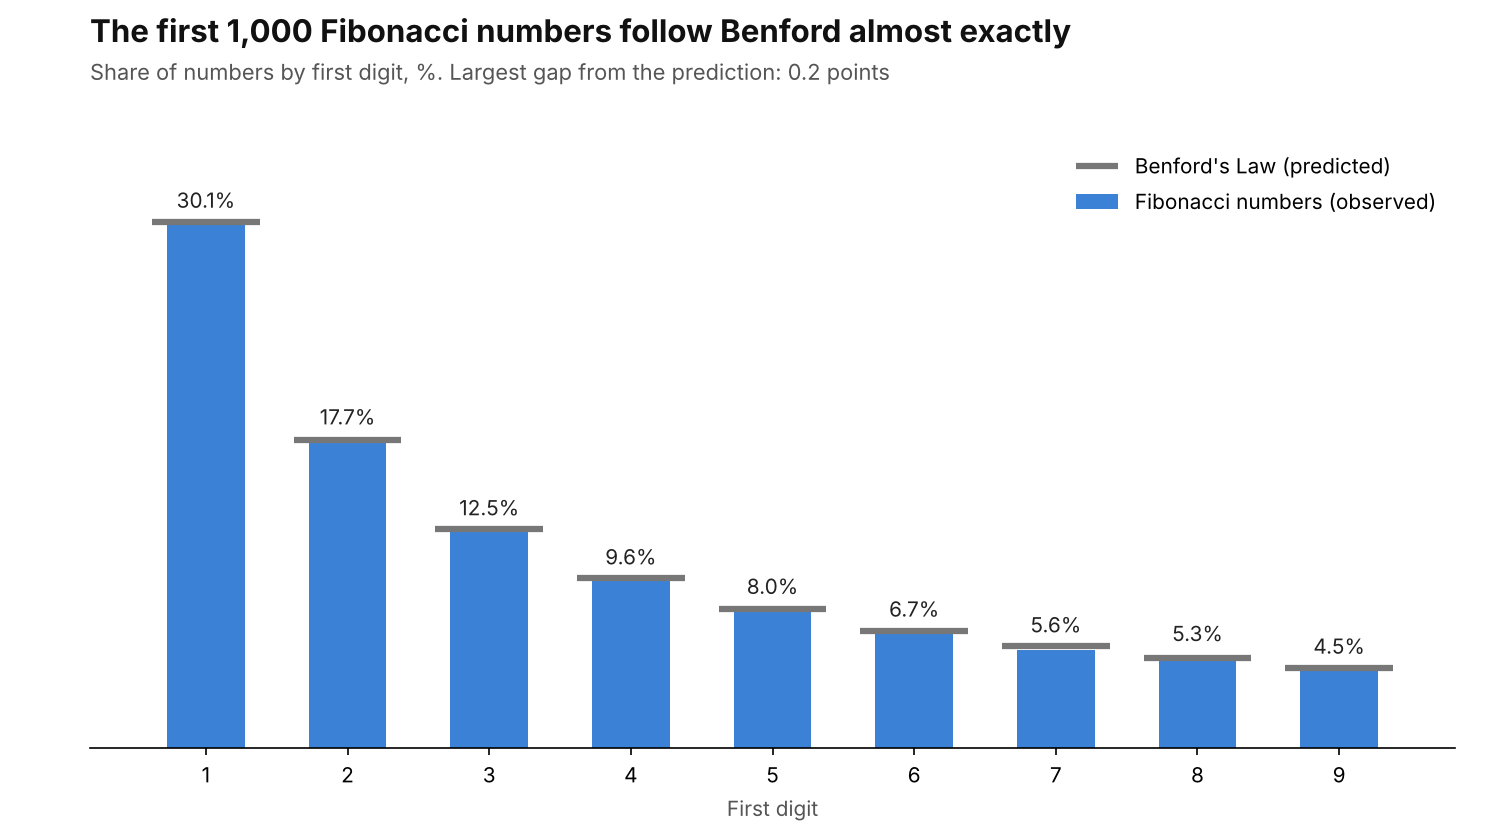 The first 1,000 Fibonacci numbers follow Benford almost exactly
Share of numbers by first digit, %. Largest gap from the prediction: 0.2 points
Benford's Law (predicted)
Fibonacci numbers (observed)
30.1%
17.7%
12.5%
9.6%
8.0%
6.7%
5.6%
5.3%
4.5%
1 2 3 4 5 6 7 8 9
First digit